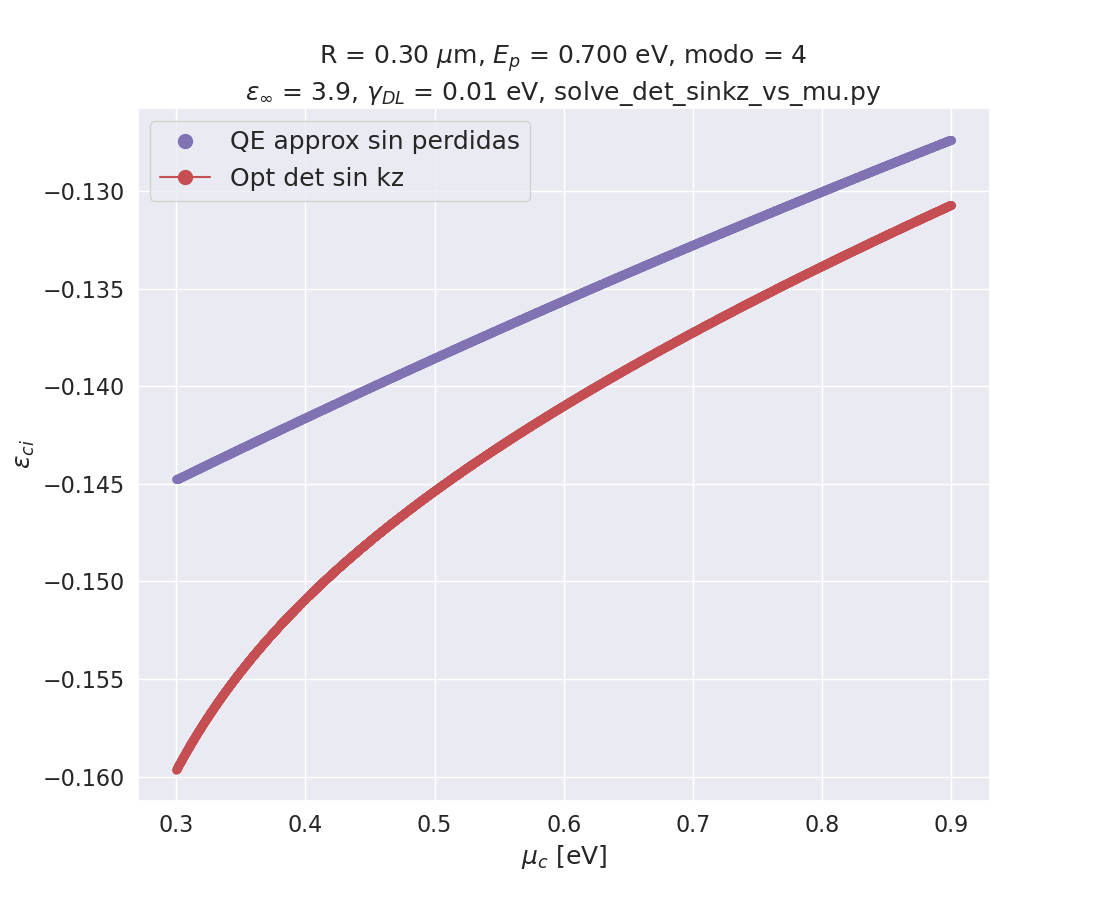 R = 0.30 μm, E_p = 0.700 eV, modo = 4
ε_∞ = 3.9, γ_DL = 0.01 eV, solve_det_sinkz_vs_mu.py
QE approx sin perdidas
Opt det sin kz
−0.130
−0.135
−0.140
−0.145
−0.150
−0.155
−0.160
ε_ci
0.3 0.4 0.5 0.6 0.7 0.8 0.9
μ_c [eV]